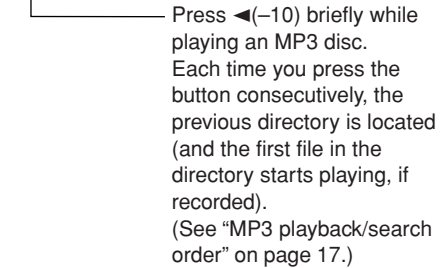 Press ◄(–10) briefly while
playing an MP3 disc.
Each time you press the
button consecutively, the
previous directory is located
(and the first file in the
directory starts playing, if
recorded).
(See “MP3 playback/search
order” on page 17.)